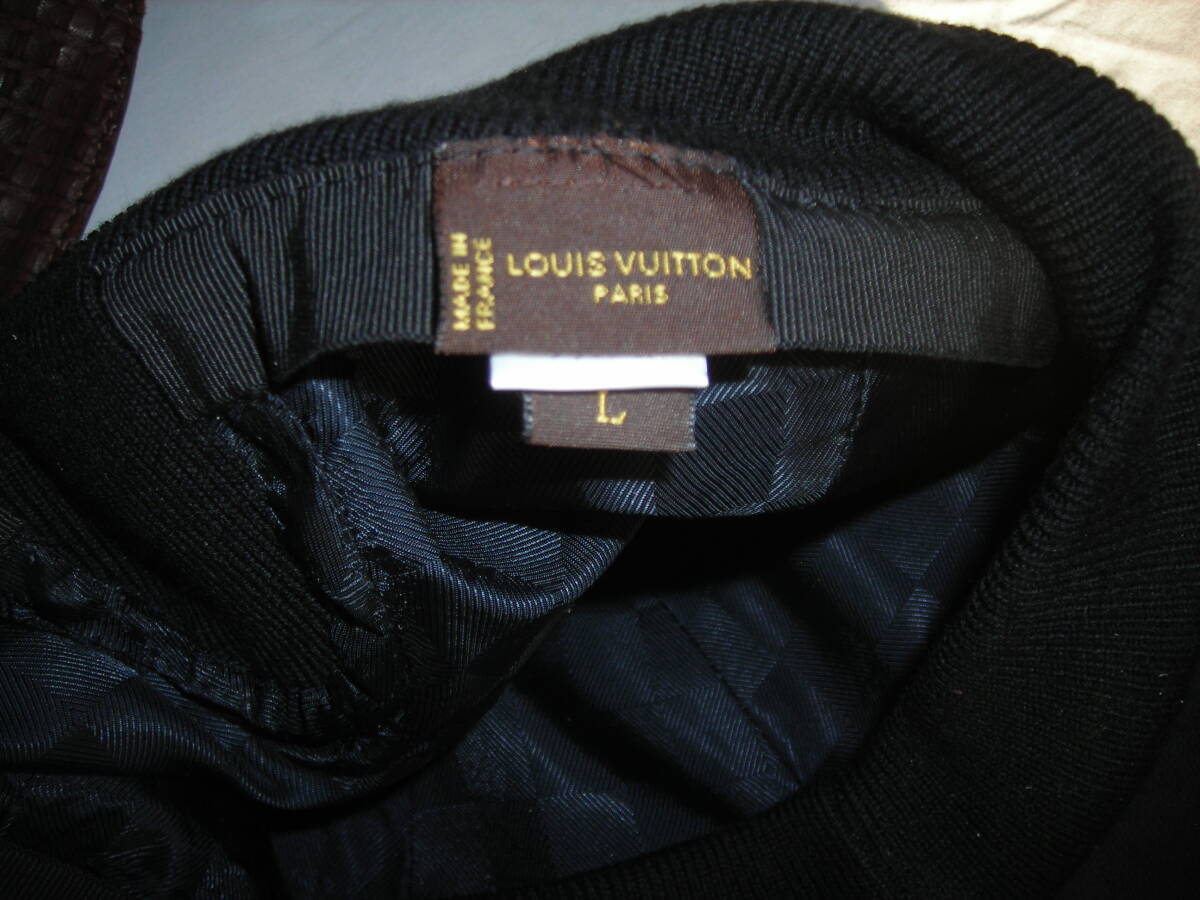 MADE IN
FRANCE
LOUIS VUITTON
PARIS
L